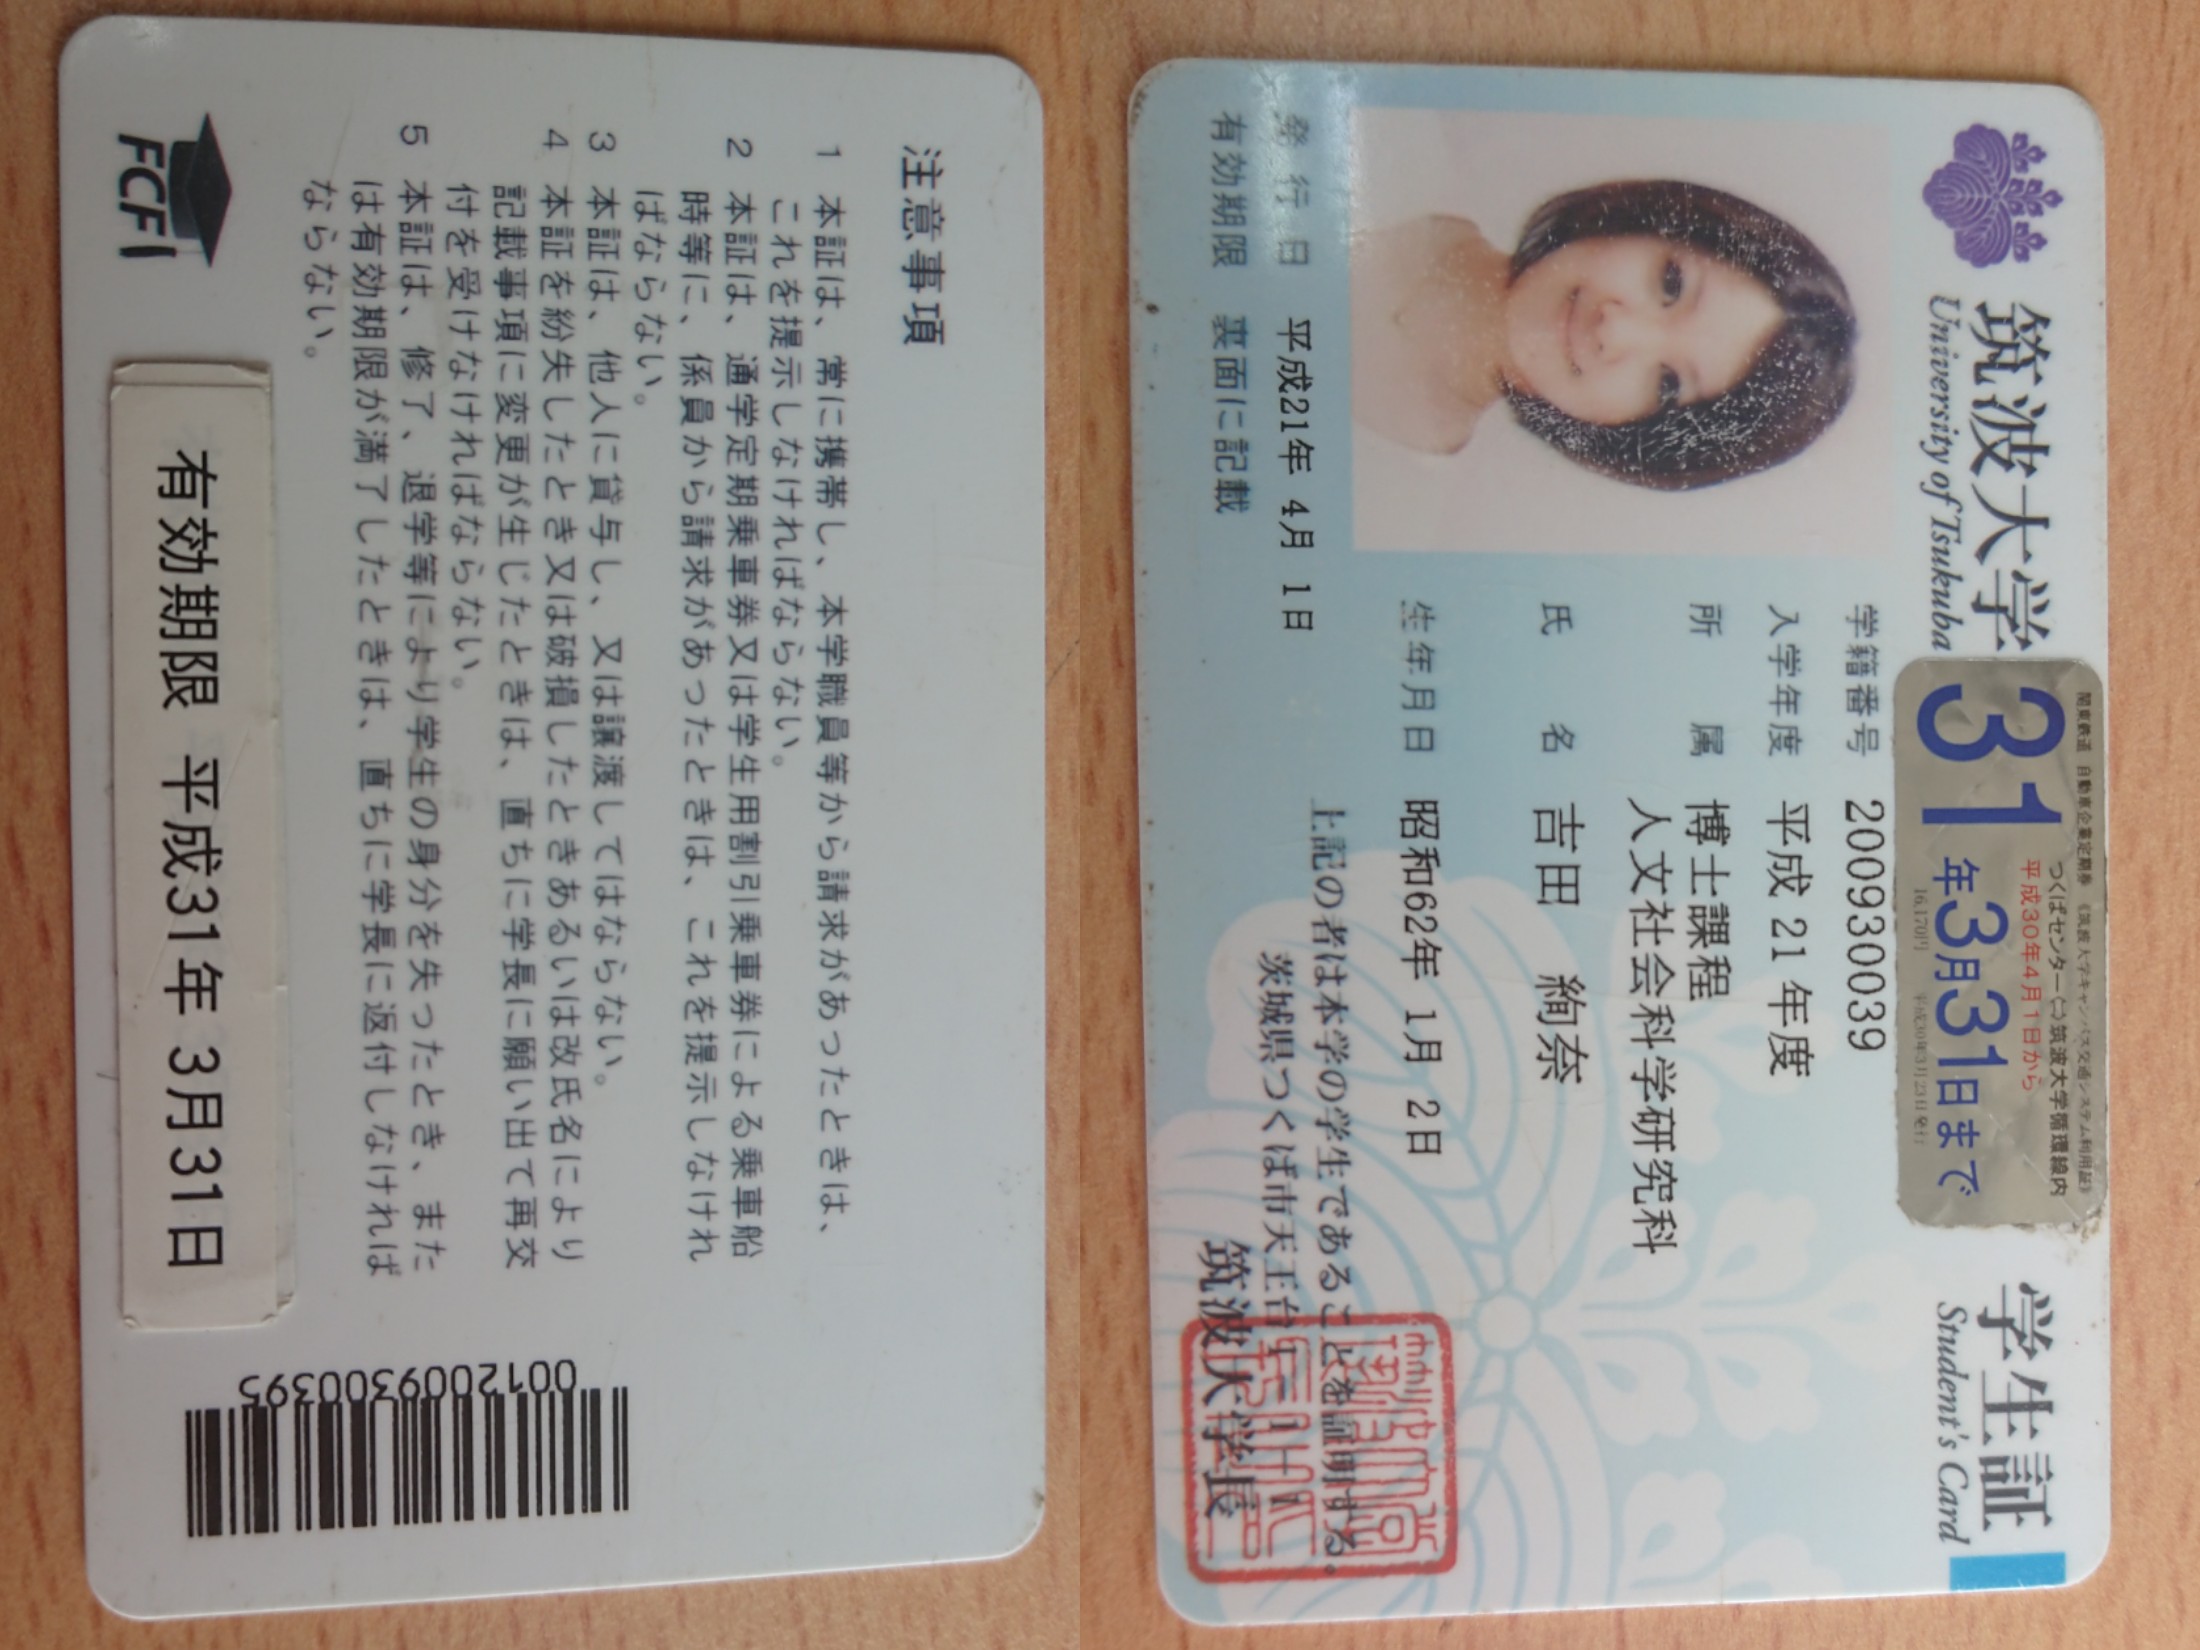 筑波大学
University of Tsukuba
関東鉄道 自動車企業定期券 《筑波大学キャンパス交通システム利用証》
つくばセンター⇔筑波大学循環線内
平成30年4月1日から
31年3月31日まで
16,170円 平成30年3月23日発行
学生証
Student's Card
学籍番号 200930039
入学年度 平成 21 年度
所属 博士課程
人文社会科学研究科
氏名 吉田 絢奈
生年月日 昭和62年 1月 2日
上記の者は本学の学生であることを証明する。
茨城県つくば市天王台1-1-1
筑波大学長
発行日 平成21年 4月 1日
有効期限 裏面に記載
注意事項
1 本証は、常に携帯し、本学職員等から請求があったときは、
これを提示しなければならない。
2 本証は、通学定期乗車券又は学生用割引乗車券による乗車船
時等に、係員から請求があったときは、これを提示しなけれ
ばならない。
3 本証は、他人に貸与し、又は譲渡してはならない。
4 本証を紛失したとき又は破損したときあるいは改氏名により
記載事項に変更が生じたときは、直ちに学長に願い出て再交
付を受けなければならない。
5 本証は、修了、退学等により学生の身分を失ったとき、また
は有効期限が満了したときは、直ちに学長に返付しなければ
ならない。
0012009300395
FCF
有効期限 平成31年 3月31日